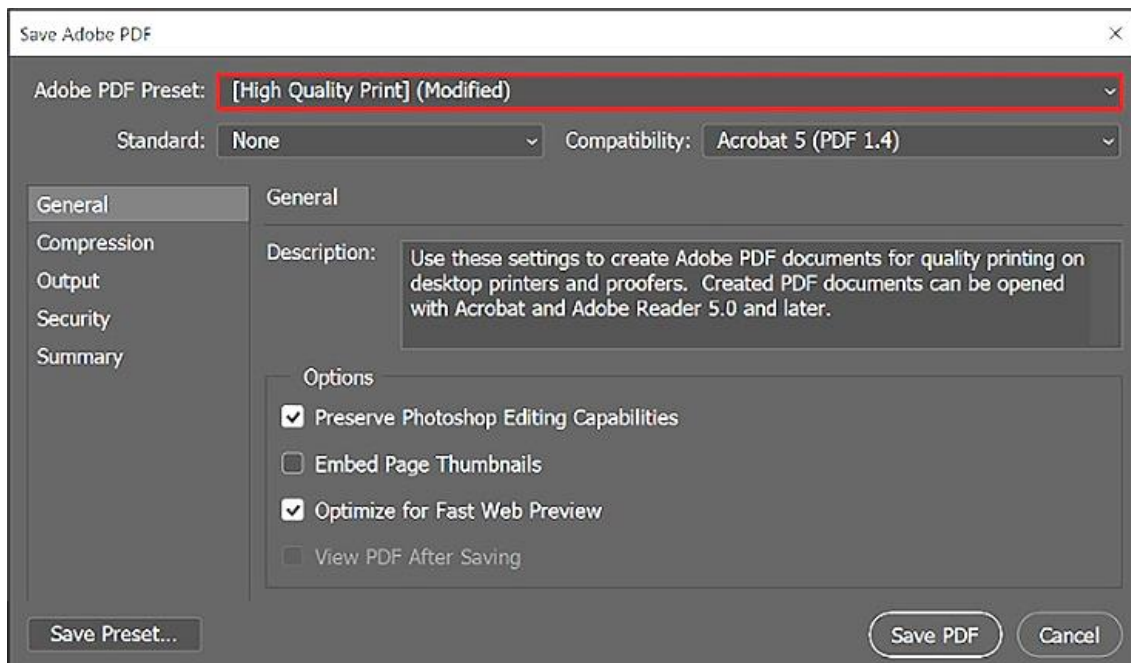 Save Adobe PDF
Adobe PDF Preset: [High Quality Print] (Modified)
Standard: None Compatibility: Acrobat 5 (PDF 1.4)
General
Compression
Output
Security
Summary
General
Description: Use these settings to create Adobe PDF documents for quality printing on
desktop printers and proofers. Created PDF documents can be opened
with Acrobat and Adobe Reader 5.0 and later.
Options
Preserve Photoshop Editing Capabilities
Embed Page Thumbnails
Optimize for Fast Web Preview
View PDF After Saving
Save Preset... Save PDF Cancel